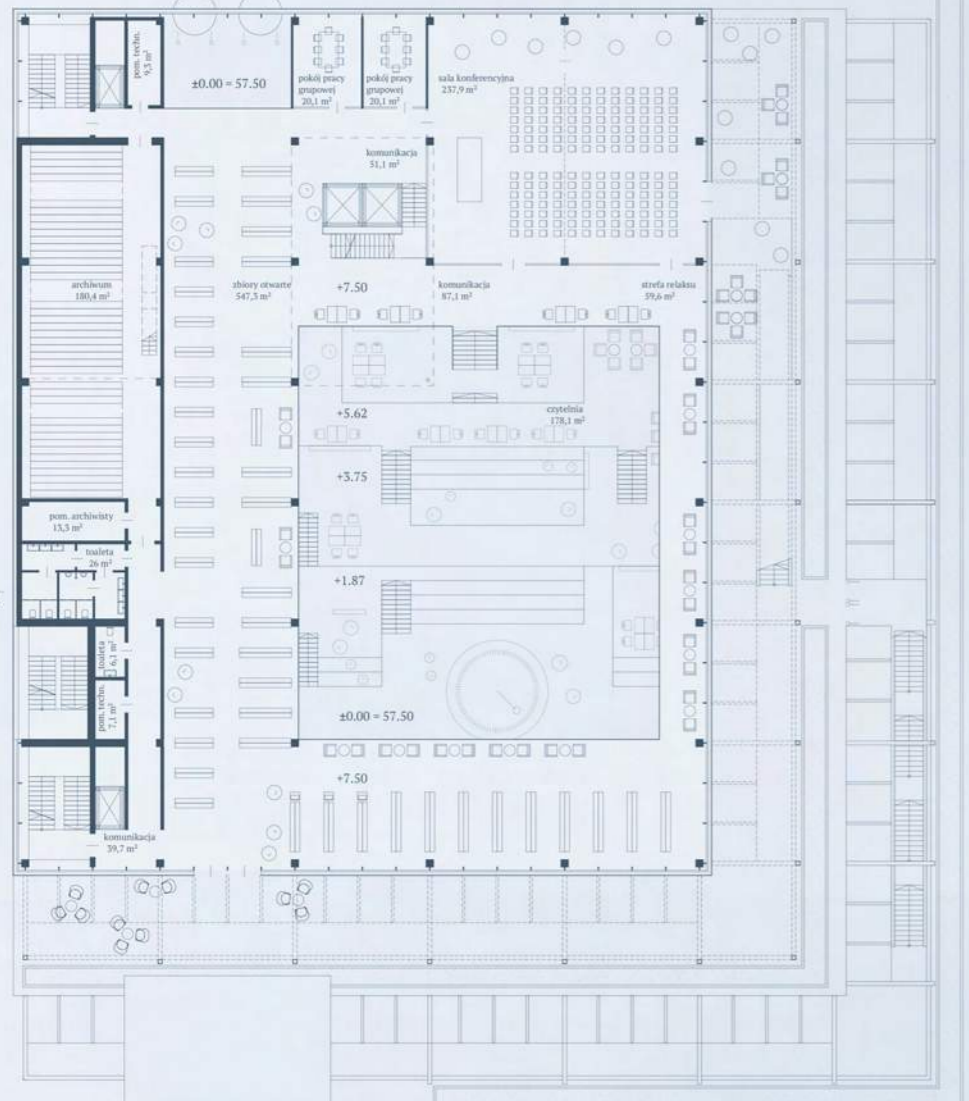 pom. techn.
9,3 m²
±0.00 = 57.50
pokój pracy
grupowej
20,1 m²
pokój pracy
grupowej
20,1 m²
sala konferencyjna
237,9 m²
komunikacja
51,1 m²
archiwum
180,4 m²
zbiory otwarte
547,3 m²
+7.50
komunikacja
87,1 m²
strefa relaksu
59,6 m²
+5.62
czytelnia
178,1 m²
+3.75
pom. archiwisty
13,3 m²
toaleta
26 m²
+1.87
toaleta
6,1 m²
pom. techn.
7,1 m²
±0.00 = 57.50
+7.50
komunikacja
39,7 m²